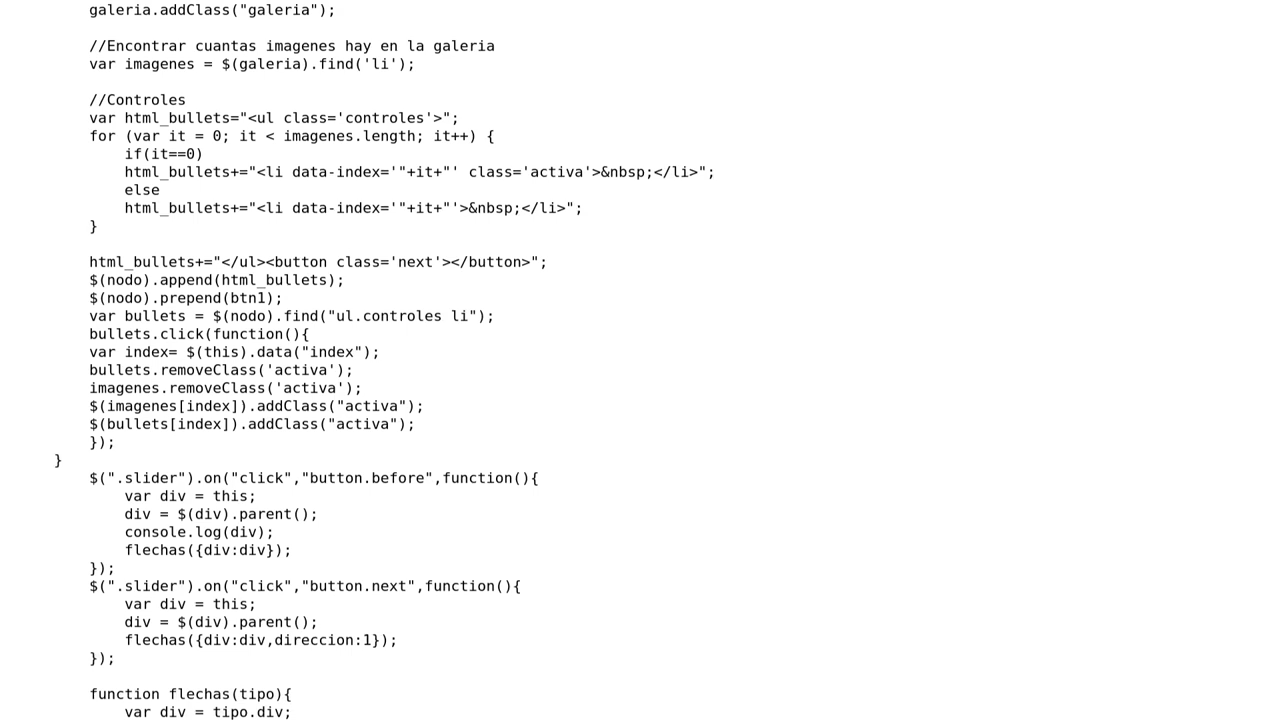 galeria.addClass("galeria");
//Encontrar cuantas imagenes hay en la galeria
var imagenes = $(galeria).find('li');
//Controles
var html_bullets="<ul class='controles'>";
for (var it = 0; it < imagenes.length; it++) {
if(it==0)
html_bullets+="<li data-index='"+it+"' class='activa'>&nbsp;</li>";
else
html_bullets+="<li data-index='"+it+"'>&nbsp;</li>";
}
html_bullets+="</ul><button class='next'></button>";
$(nodo).append(html_bullets);
$(nodo).prepend(btn1);
var bullets = $(nodo).find("ul.controles li");
bullets.click(function(){
var index= $(this).data("index");
bullets.removeClass('activa');
imagenes.removeClass('activa');
$(imagenes[index]).addClass("activa");
$(bullets[index]).addClass("activa");
});
}
$(".slider").on("click","button.before",function(){
var div = this;
div = $(div).parent();
console.log(div);
flechas({div:div});
});
$(".slider").on("click","button.next",function(){
var div = this;
div = $(div).parent();
flechas({div:div,direccion:1});
});
function flechas(tipo){
var div = tipo.div;